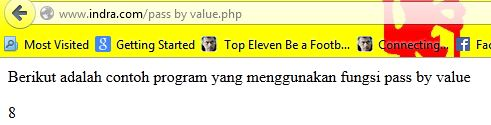 www.indra.com/pass by value.php
Most Visited Getting Started Top Eleven Be a Footb... Connecting... Fac
Berikut adalah contoh program yang menggunakan fungsi pass by value
8